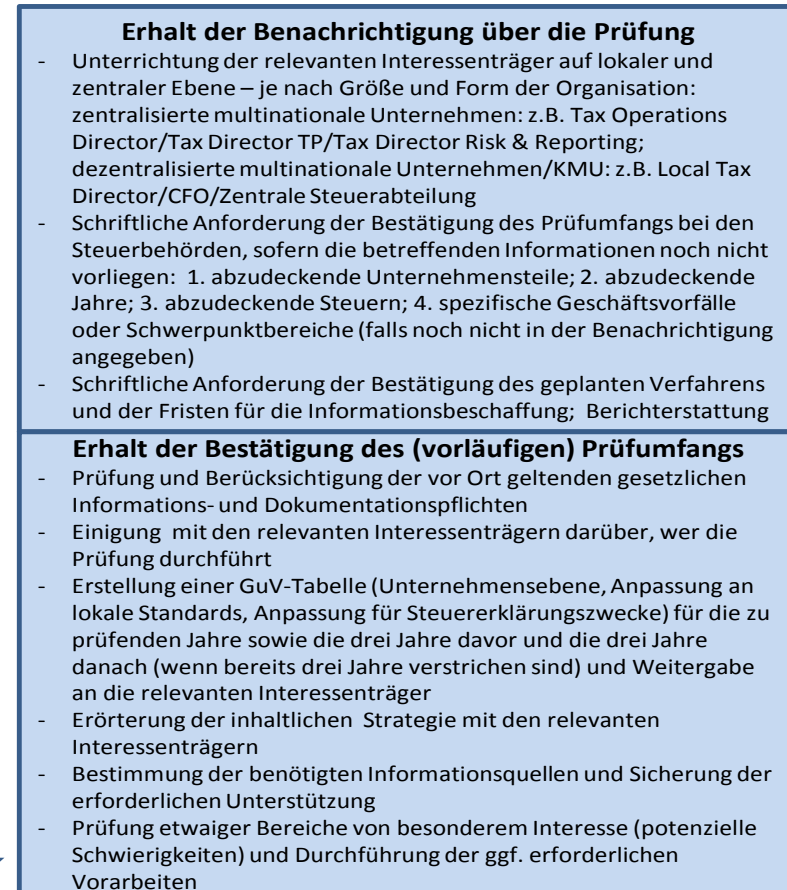 Erhalt der Benachrichtigung über die Prüfung
- Unterrichtung der relevanten Interessenträger auf lokaler und
zentraler Ebene – je nach Größe und Form der Organisation:
zentralisierte multinationale Unternehmen: z.B. Tax Operations
Director/Tax Director TP/Tax Director Risk & Reporting;
dezentralisierte multinationale Unternehmen/KMU: z.B. Local Tax
Director/CFO/Zentrale Steuerabteilung
- Schriftliche Anforderung der Bestätigung des Prüfumfangs bei den
Steuerbehörden, sofern die betreffenden Informationen noch nicht
vorliegen: 1. abzudeckende Unternehmensteile; 2. abzudeckende
Jahre; 3. abzudeckende Steuern; 4. spezifische Geschäftsvorfälle
oder Schwerpunktbereiche (falls noch nicht in der Benachrichtigung
angegeben)
- Schriftliche Anforderung der Bestätigung des geplanten Verfahrens
und der Fristen für die Informationsbeschaffung; Berichterstattung
Erhalt der Bestätigung des (vorläufigen) Prüfumfangs
- Prüfung und Berücksichtigung der vor Ort geltenden gesetzlichen
Informations- und Dokumentationspflichten
- Einigung mit den relevanten Interessenträgern darüber, wer die
Prüfung durchführt
- Erstellung einer GuV-Tabelle (Unternehmensebene, Anpassung an
lokale Standards, Anpassung für Steuererklärungszwecke) für die zu
prüfenden Jahre sowie die drei Jahre davor und die drei Jahre
danach (wenn bereits drei Jahre verstrichen sind) und Weitergabe
an die relevanten Interessenträger
- Erörterung der inhaltlichen Strategie mit den relevanten
Interessenträgern
- Bestimmung der benötigten Informationsquellen und Sicherung der
erforderlichen Unterstützung
- Prüfung etwaiger Bereiche von besonderem Interesse (potenzielle
Schwierigkeiten) und Durchführung der ggf. erforderlichen
Vorarbeiten